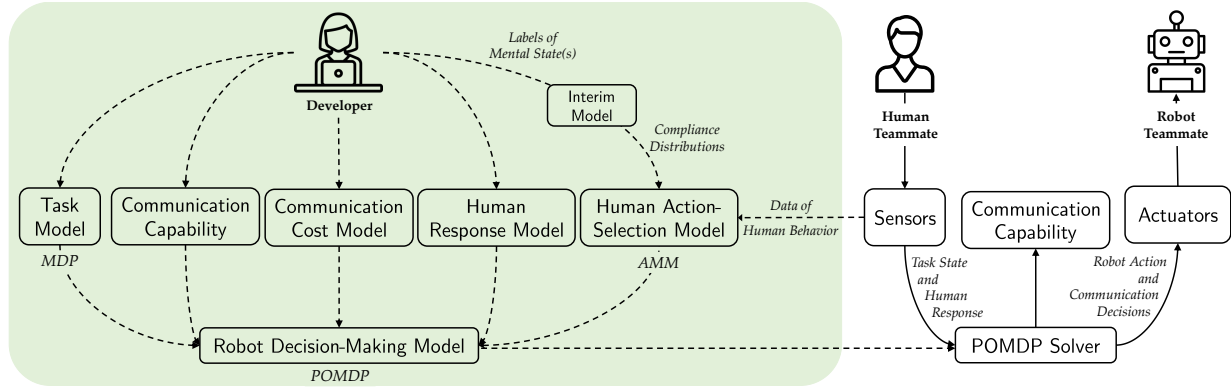 Labels of
Mental State(s)
Developer
Interim
Model
Compliance
Distributions
Human
Teammate
Robot
Teammate
Task
Model
Communication
Capability
Communication
Cost Model
Human
Response Model
Human Action-
Selection Model
Data of
Human Behavior
Sensors
Communication
Capability
Actuators
MDP
AMM
Task State
and
Human
Response
Robot Action
and
Communication
Decisions
Robot Decision-Making Model
POMDP
POMDP Solver